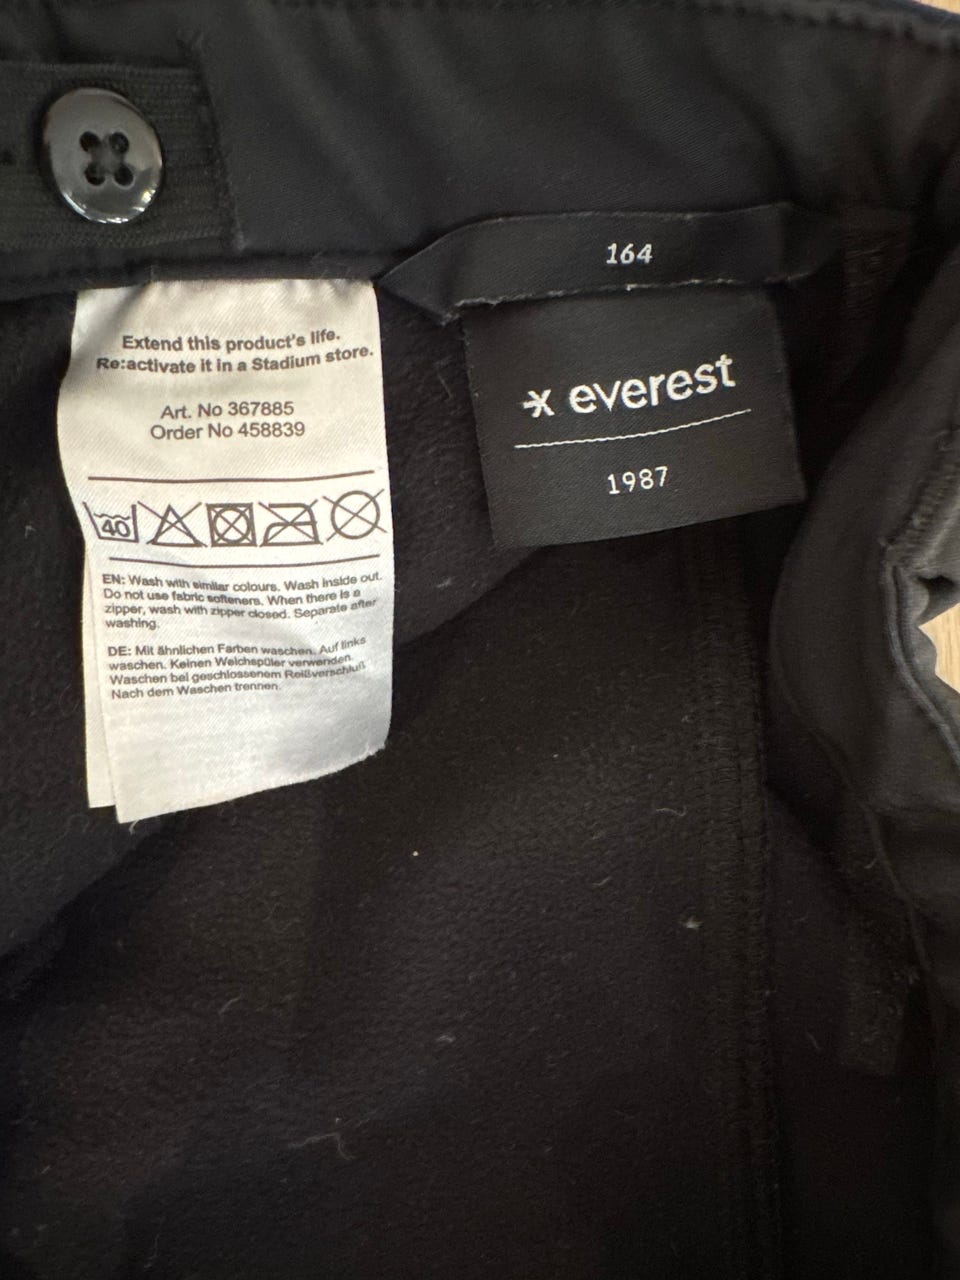 164
everest
1987
Extend this product's life.
Re:activate it in a Stadium store.
Art. No 367885
Order No 458839
40
EN: Wash with similar colours. Wash inside out.
Do not use fabric softeners. When there is a
zipper, wash with zipper closed. Separate after
washing.
DE: Mit ähnlichen Farben waschen. Auf links
waschen. Keinen Weichspüler verwenden.
Waschen bei geschlossenem Reißverschluß.
Nach dem Waschen trennen.